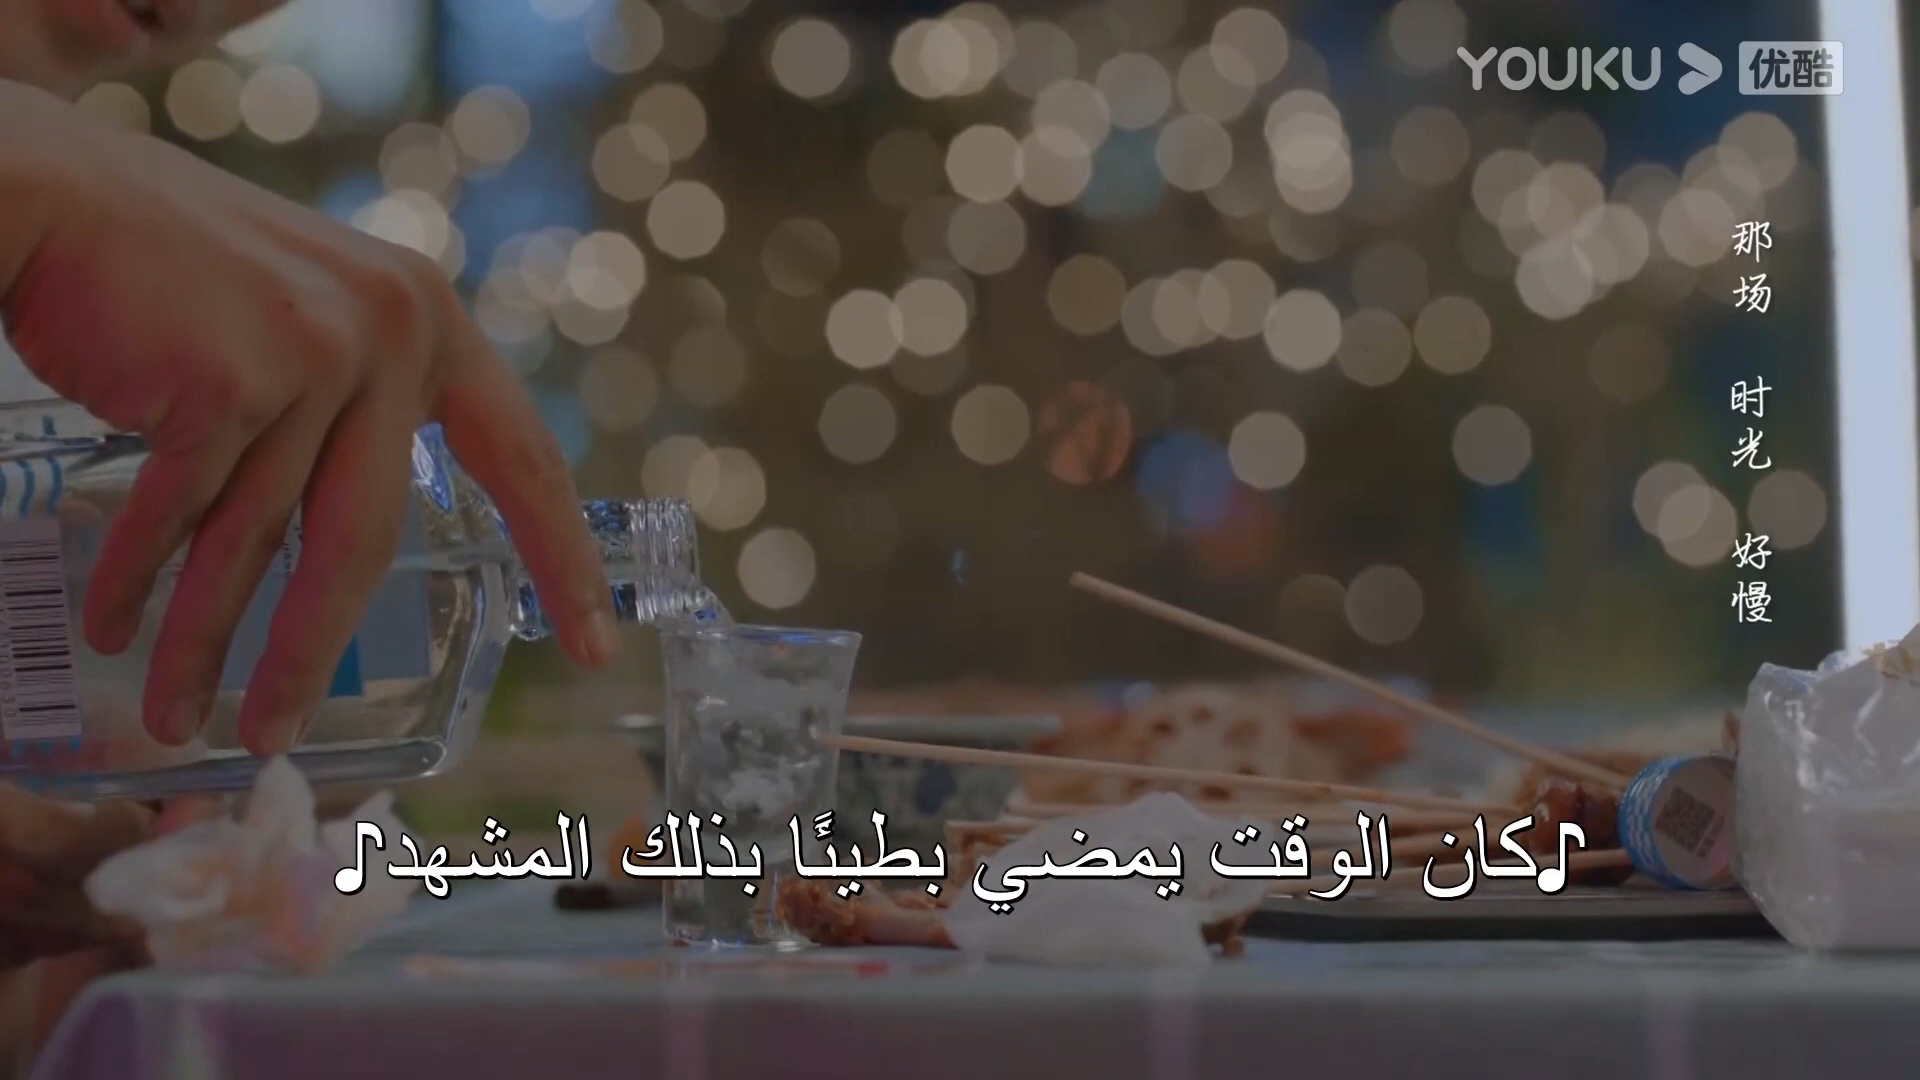 YOUKU 优酷
那场 时光 好慢
♪كان الوقت يمضي بطيئًا بذلك المشهد♪